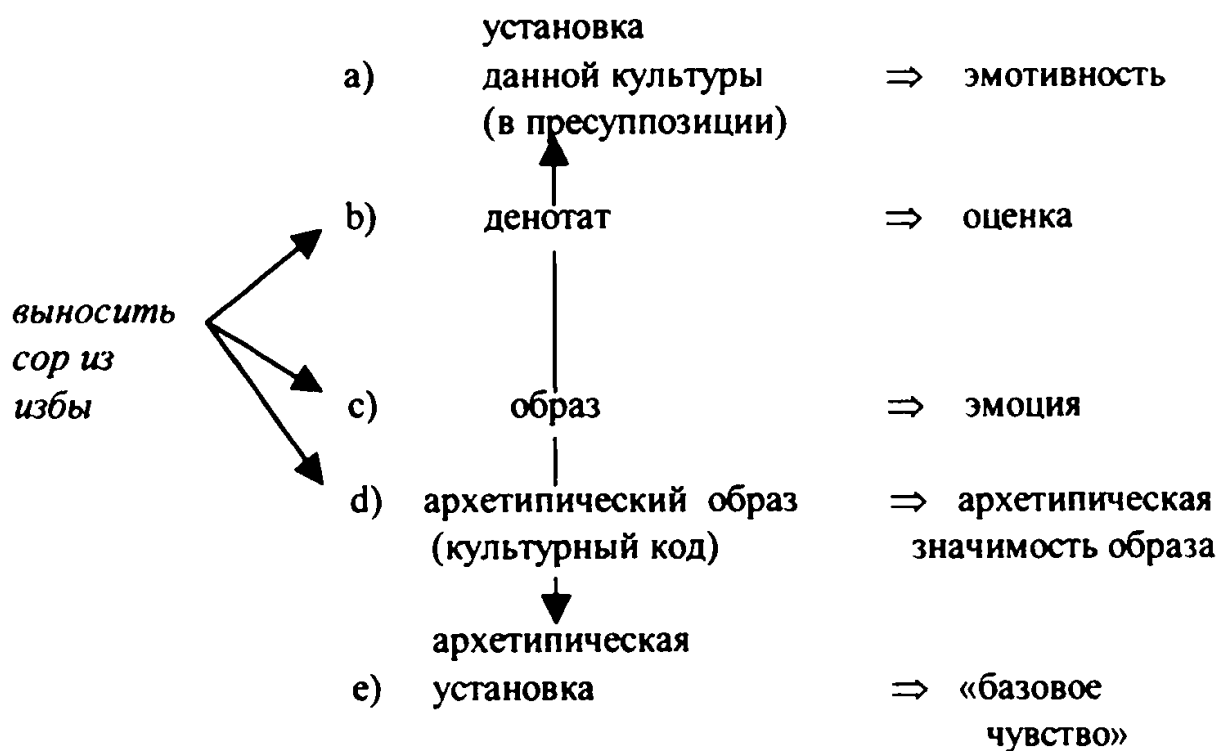 установка
a) данной культуры ⇒ эмотивность
(в пресуппозиции)
b) денотат ⇒ оценка
выносить
сор из
избы
c) образ ⇒ эмоция
d) архетипический образ ⇒ архетипическая
(культурный код) значимость образа
архетипическая
e) установка ⇒ «базовое
чувство»